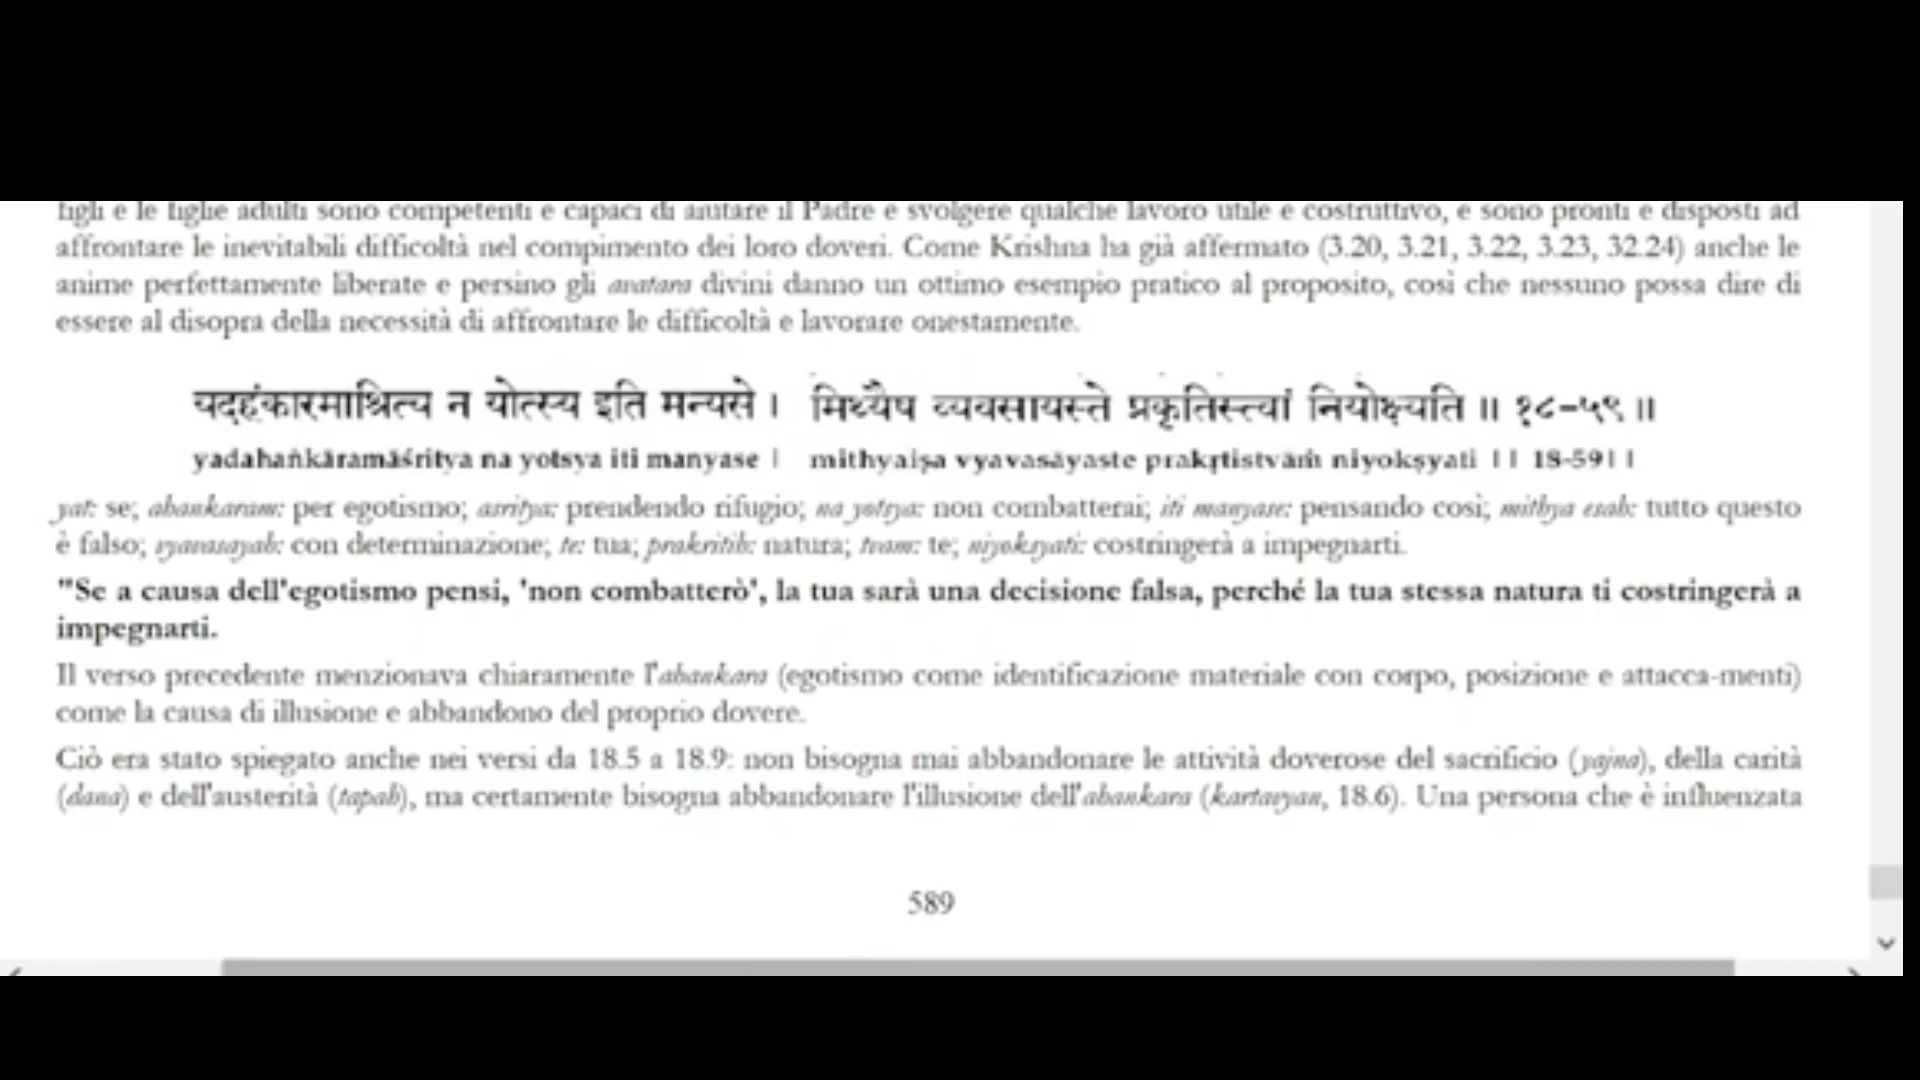 figli e le figlie adulti sono competenti e capaci di aiutare il Padre e svolgere qualche lavoro utile e costruttivo, e sono pronti e disposti ad
affrontare le inevitabili difficoltà nel compimento dei loro doveri. Come Krishna ha già affermato (3.20, 3.21, 3.22, 3.23, 32.24) anche le
anime perfettamente liberate e persino gli avatara divini danno un ottimo esempio pratico al proposito, così che nessuno possa dire di
essere al disopra della necessità di affrontare le difficoltà e lavorare onestamente.
यदहंकारमाश्रित्य न योत्स्य इति मन्यसे । मिथ्यैष व्यवसायस्ते प्रकृतिस्त्वां नियोक्ष्यति ॥ १८-५९ ॥
yadahaṅkāramāśritya na yotsya iti manyase | mithyaiṣa vyavasāyaste prakṛtistvāṁ niyokṣyati || 18-59||
yat: se; ahankaram: per egotismo; asritya: prendendo rifugio; na yotsya: non combatterai; iti manyase: pensando così; mithya esah: tutto questo
è falso; vyavasayah: con determinazione; te: tua; prakritih: natura; tvam: te; niyoksyati: costringerà a impegnarti.
"Se a causa dell'egotismo pensi, 'non combatterò', la tua sarà una decisione falsa, perché la tua stessa natura ti costringerà a
impegnarti.
Il verso precedente menzionava chiaramente l'ahankara (egotismo come identificazione materiale con corpo, posizione e attacca-menti)
come la causa di illusione e abbandono del proprio dovere.
Ciò era stato spiegato anche nei versi da 18.5 a 18.9: non bisogna mai abbandonare le attività doverose del sacrificio (yajna), della carità
(dana) e dell'austerità (tapah), ma certamente bisogna abbandonare l'illusione dell'ahankara (kartavyan, 18.6). Una persona che è influenzata
589